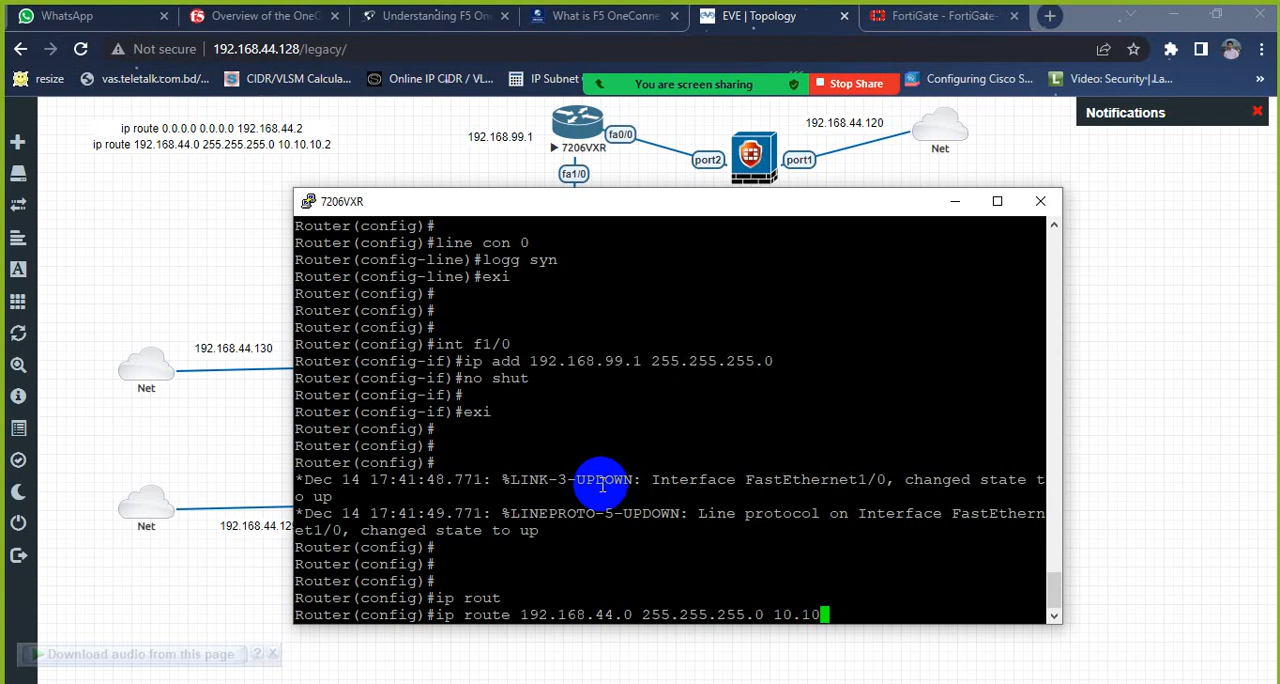 WhatsApp
Overview of the OneC
Understanding F5 On
What is F5 OneConne
EVE | Topology
FortiGate - FortiGate-
Not secure
192.168.44.128/legacy/
resize
vas.teletalk.com.bd/...
CIDR/VLSM Calcula...
Online IP CIDR / VL...
IP Subnet
You are screen sharing
Stop Share
Configuring Cisco S...
Video: Security | La...
»
ip route 0.0.0.0 0.0.0.0 192.168.44.2
ip route 192.168.44.0 255.255.255.0 10.10.10.2
192.168.99.1
7206VXR
fa0/0
fa1/0
port2
port1
192.168.44.120
Net
Notifications
192.168.44.130
Net
Net
192.168.44.12
7206VXR
Router(config)#
Router(config)#line con 0
Router(config-line)#logg syn
Router(config-line)#exi
Router(config)#
Router(config)#
Router(config)#
Router(config)#int f1/0
Router(config-if)#ip add 192.168.99.1 255.255.255.0
Router(config-if)#no shut
Router(config-if)#
Router(config-if)#exi
Router(config)#
Router(config)#
Router(config)#
*Dec 14 17:41:48.771: %LINK-3-UPDOWN: Interface FastEthernet1/0, changed state t
o up
*Dec 14 17:41:49.771: %LINEPROTO-5-UPDOWN: Line protocol on Interface FastEthern
et1/0, changed state to up
Router(config)#
Router(config)#
Router(config)#
Router(config)#ip rout
Router(config)#ip route 192.168.44.0 255.255.255.0 10.10
Download audio from this page
? X